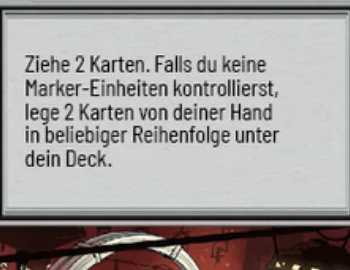 Ziehe 2 Karten. Falls du keine
Marker-Einheiten kontrollierst,
lege 2 Karten von deiner Hand
in beliebiger Reihenfolge unter
dein Deck.